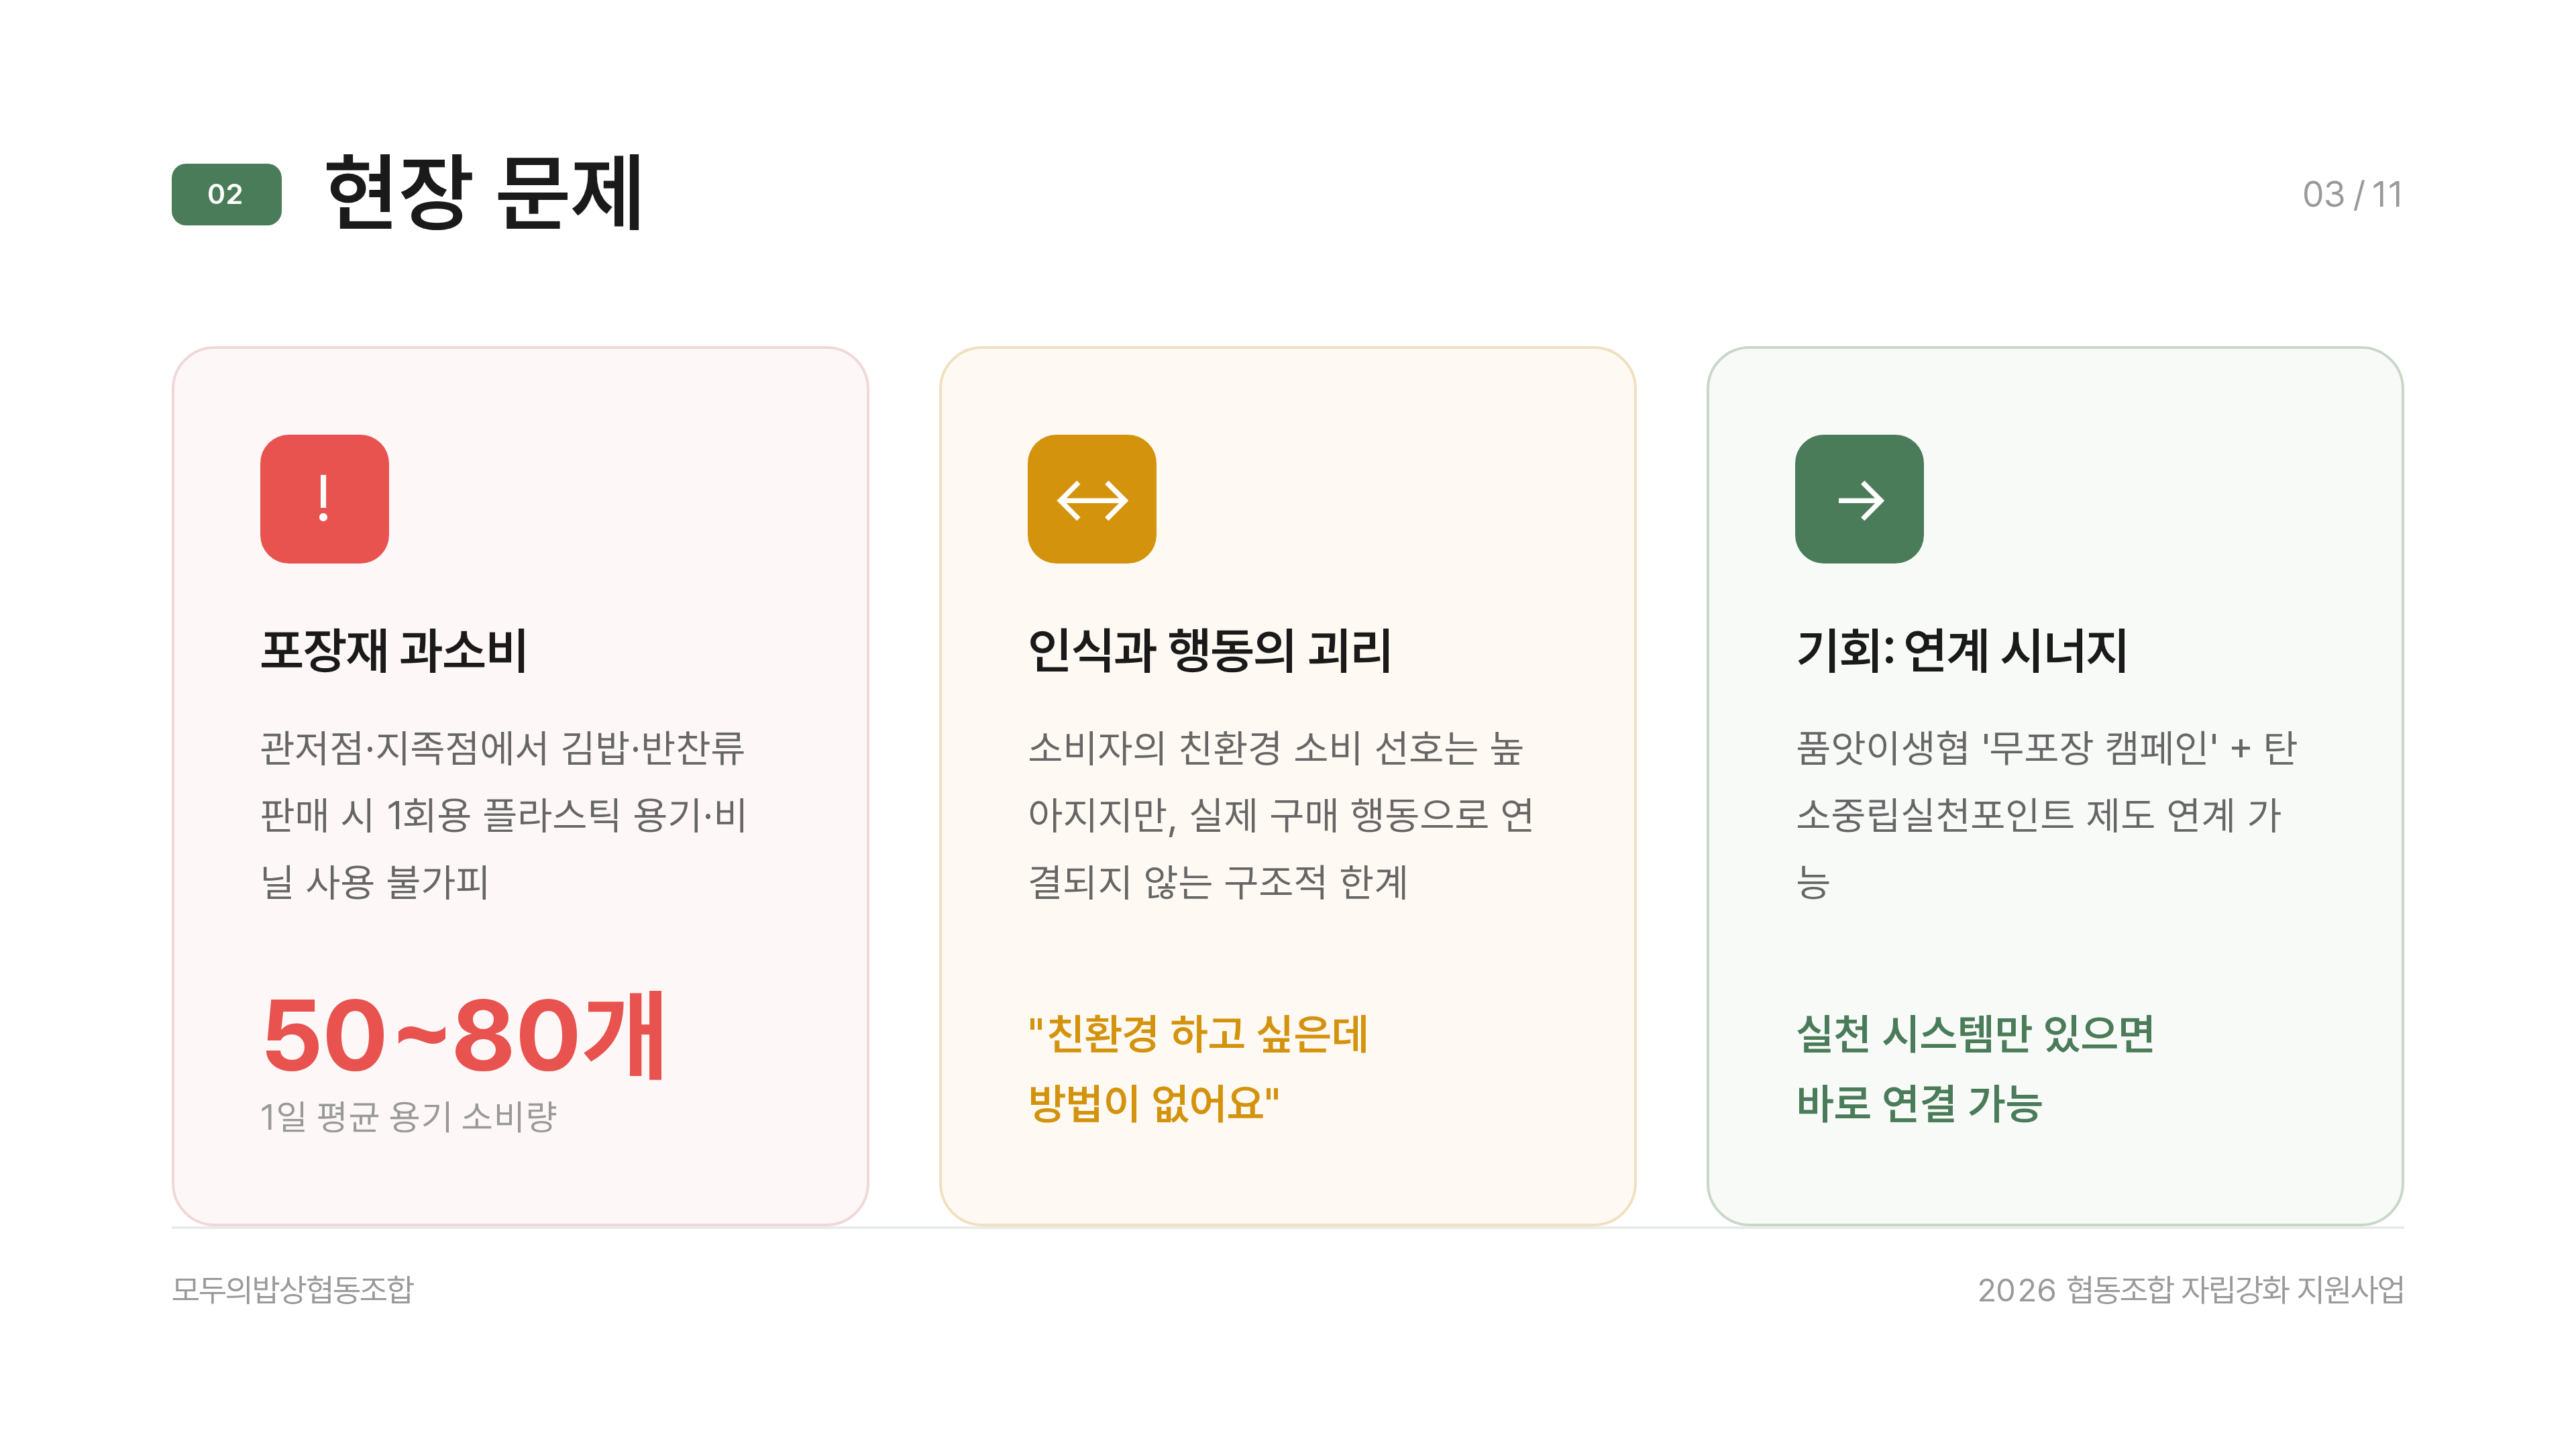 02
현장 문제
03 / 11
!
포장재 과소비
관저점·지족점에서 김밥·반찬류
판매 시 1회용 플라스틱 용기·비
닐 사용 불가피
50~80개
1일 평균 용기 소비량
↔
인식과 행동의 괴리
소비자의 친환경 소비 선호는 높
아지지만, 실제 구매 행동으로 연
결되지 않는 구조적 한계
"친환경 하고 싶은데
방법이 없어요"
→
기회: 연계 시너지
품앗이생협 '무포장 캠페인' + 탄
소중립실천포인트 제도 연계 가
능
실천 시스템만 있으면
바로 연결 가능
모두의밥상협동조합
2026 협동조합 자립강화 지원사업